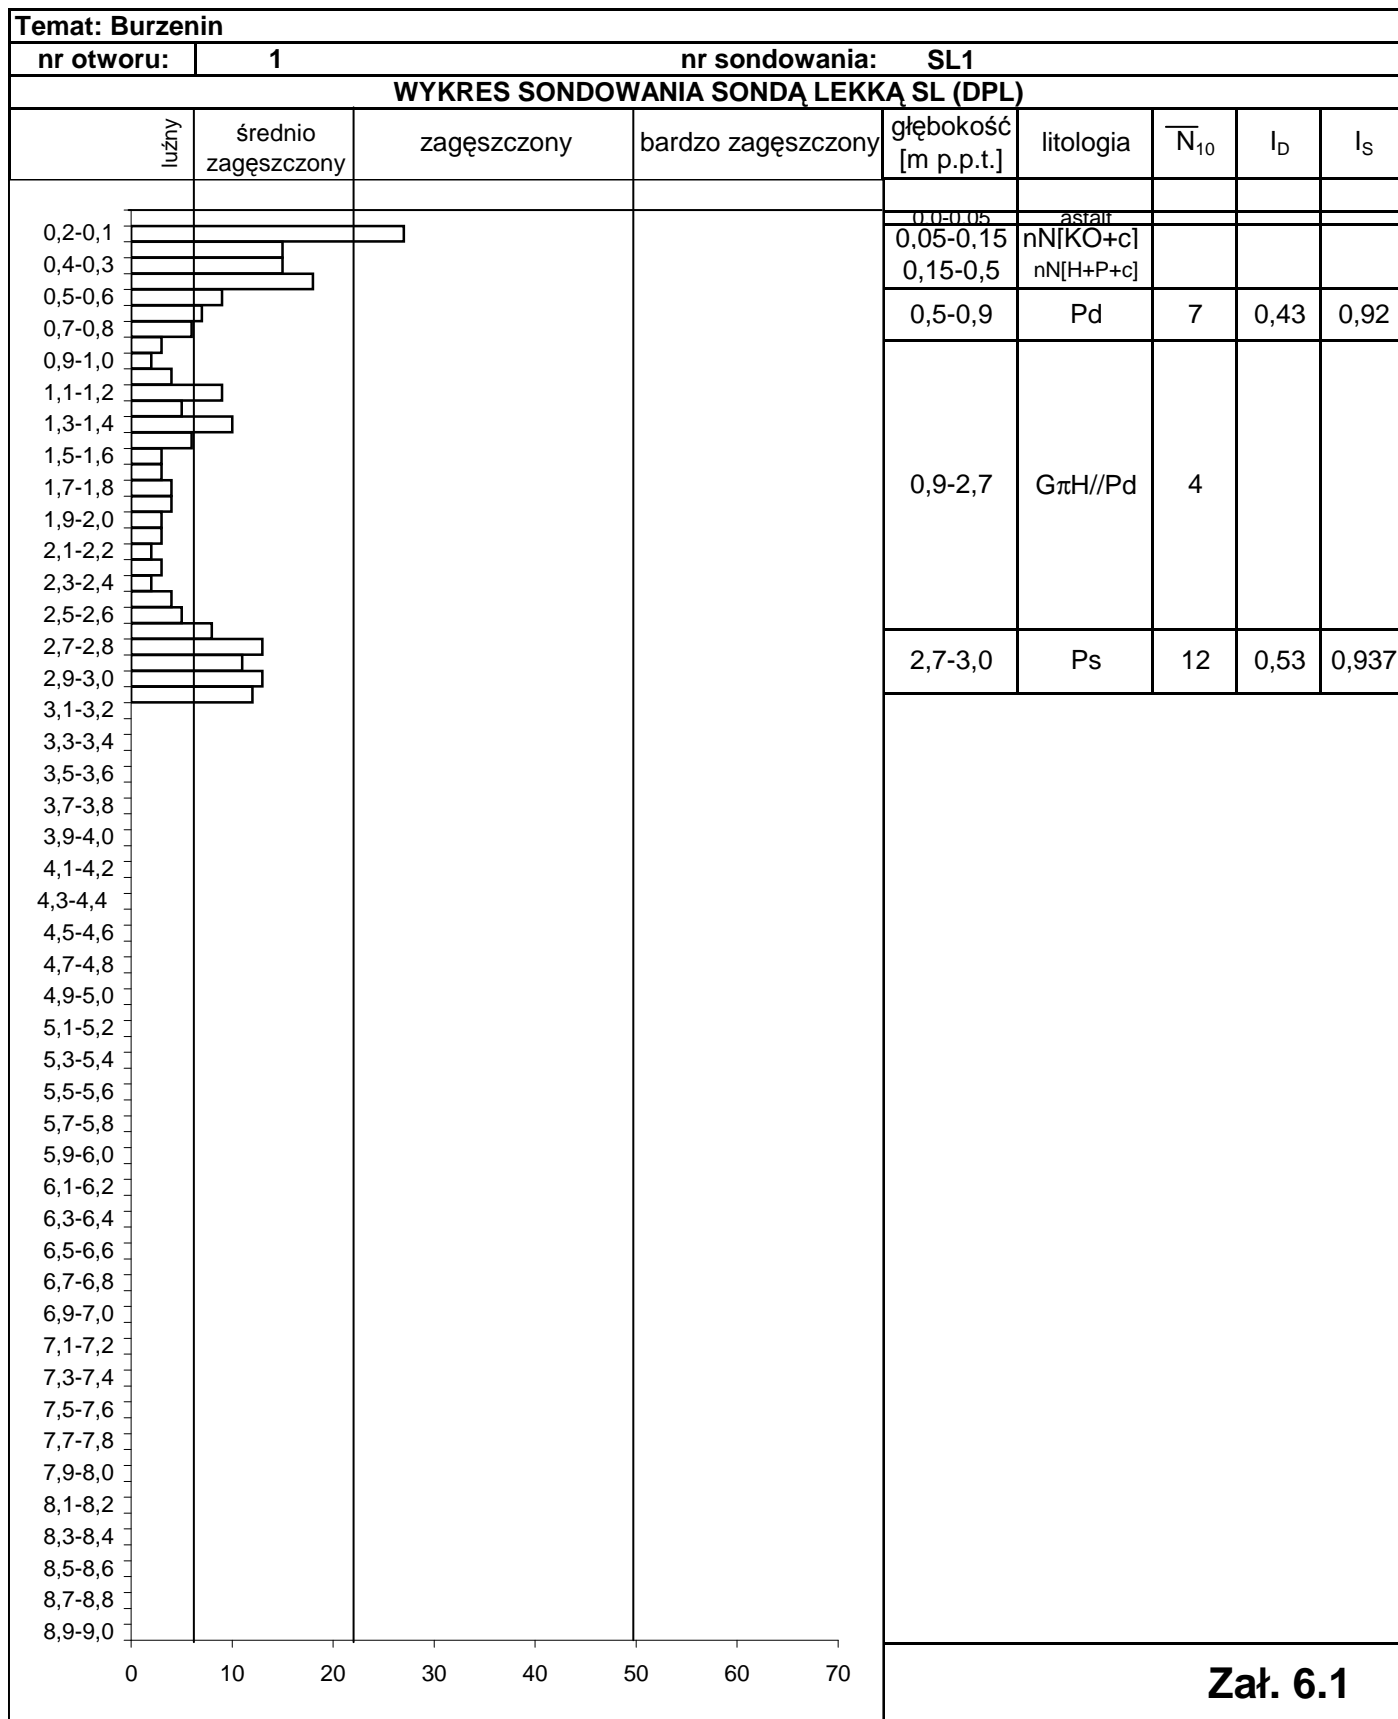 Temat: Burzenin
nr otworu: 1 nr sondowania: SL1
WYKRES SONDOWANIA SONDĄ LEKKĄ SL (DPL)
luźny
średnio
zagęszczony
zagęszczony
bardzo zagęszczony
głębokość
[m p.p.t.]
litologia
N10
ID
IS
0,2-0,1
0,4-0,3
0,5-0,6
0,7-0,8
0,9-1,0
1,1-1,2
1,3-1,4
1,5-1,6
1,7-1,8
1,9-2,0
2,1-2,2
2,3-2,4
2,5-2,6
2,7-2,8
2,9-3,0
3,1-3,2
3,3-3,4
3,5-3,6
3,7-3,8
3,9-4,0
4,1-4,2
4,3-4,4
4,5-4,6
4,7-4,8
4,9-5,0
5,1-5,2
5,3-5,4
5,5-5,6
5,7-5,8
5,9-6,0
6,1-6,2
6,3-6,4
6,5-6,6
6,7-6,8
6,9-7,0
7,1-7,2
7,3-7,4
7,5-7,6
7,7-7,8
7,9-8,0
8,1-8,2
8,3-8,4
8,5-8,6
8,7-8,8
8,9-9,0
0 10 20 30 40 50 60 70
0,0-0,05 asfalt
0,05-0,15 nN[KO+c]
0,15-0,5 nN[H+P+c]
0,5-0,9 Pd 7 0,43 0,92
0,9-2,7 GπH//Pd 4
2,7-3,0 Ps 12 0,53 0,937
Zał. 6.1